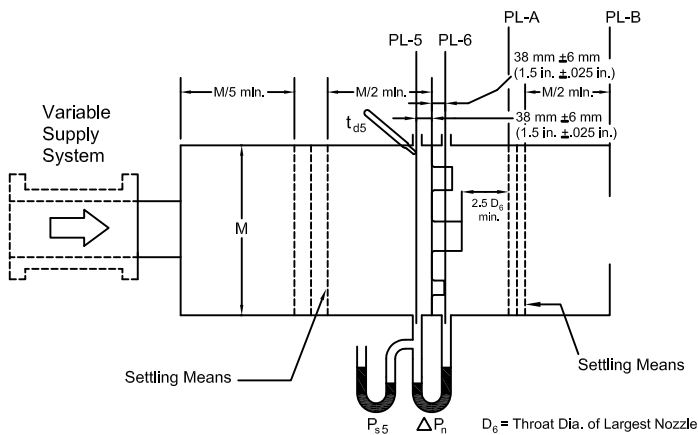 PL-A PL-B
PL-5 PL-6
38 mm ±6 mm
(1.5 in. ±.025 in.)
M/5 min. M/2 min. M/2 min.
Variable
Supply
System
38 mm ±6 mm
(1.5 in. ±.025 in.)
td5
2.5 D6
min.
M
Settling Means
Settling Means
Ps5 ΔPn D6 = Throat Dia. of Largest Nozzle